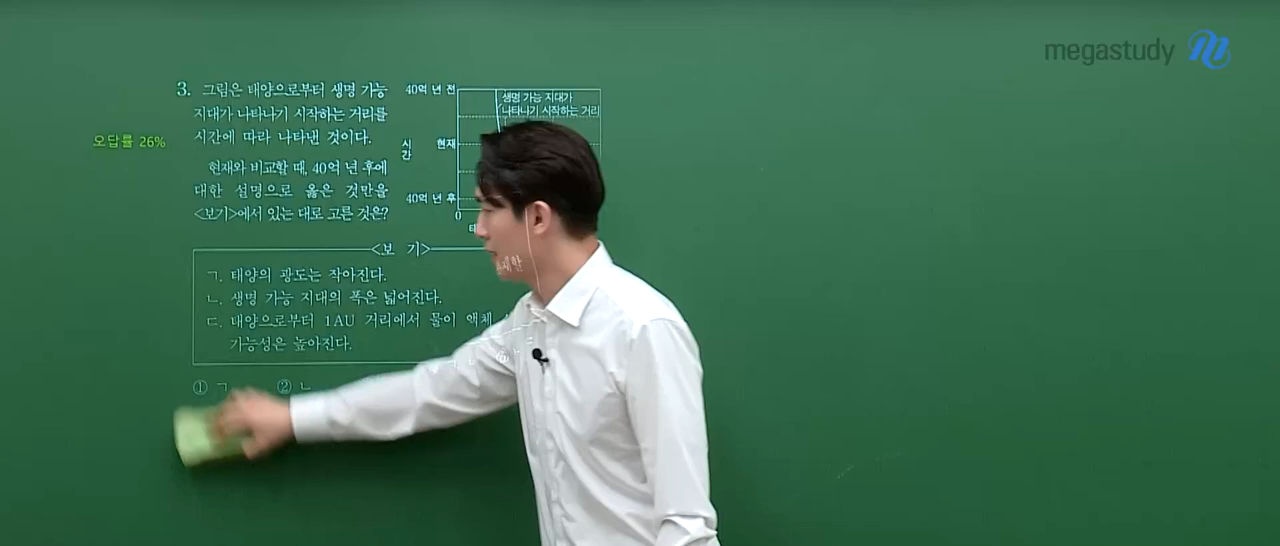 megastudy
3. 그림은 태양으로부터 생명 가능
지대가 나타나기 시작하는 거리를
시간에 따라 나타낸 것이다.
오답률 26%
현재와 비교할 때, 40억 년 후에
대한 설명으로 옳은 것만을
<보기>에서 있는 대로 고른 것은?
40억 년 전
생명 가능 지대가
나타나기 시작하는 거리
시간
현재
40억 년 후
0
<보 기>
ㄱ. 태양의 광도는 작아진다.
ㄴ. 생명 가능 지대의 폭은 넓어진다.
ㄷ. 태양으로부터 1AU 거리에서 물이 액체
가능성은 높아진다.
① ㄱ ② ㄴ